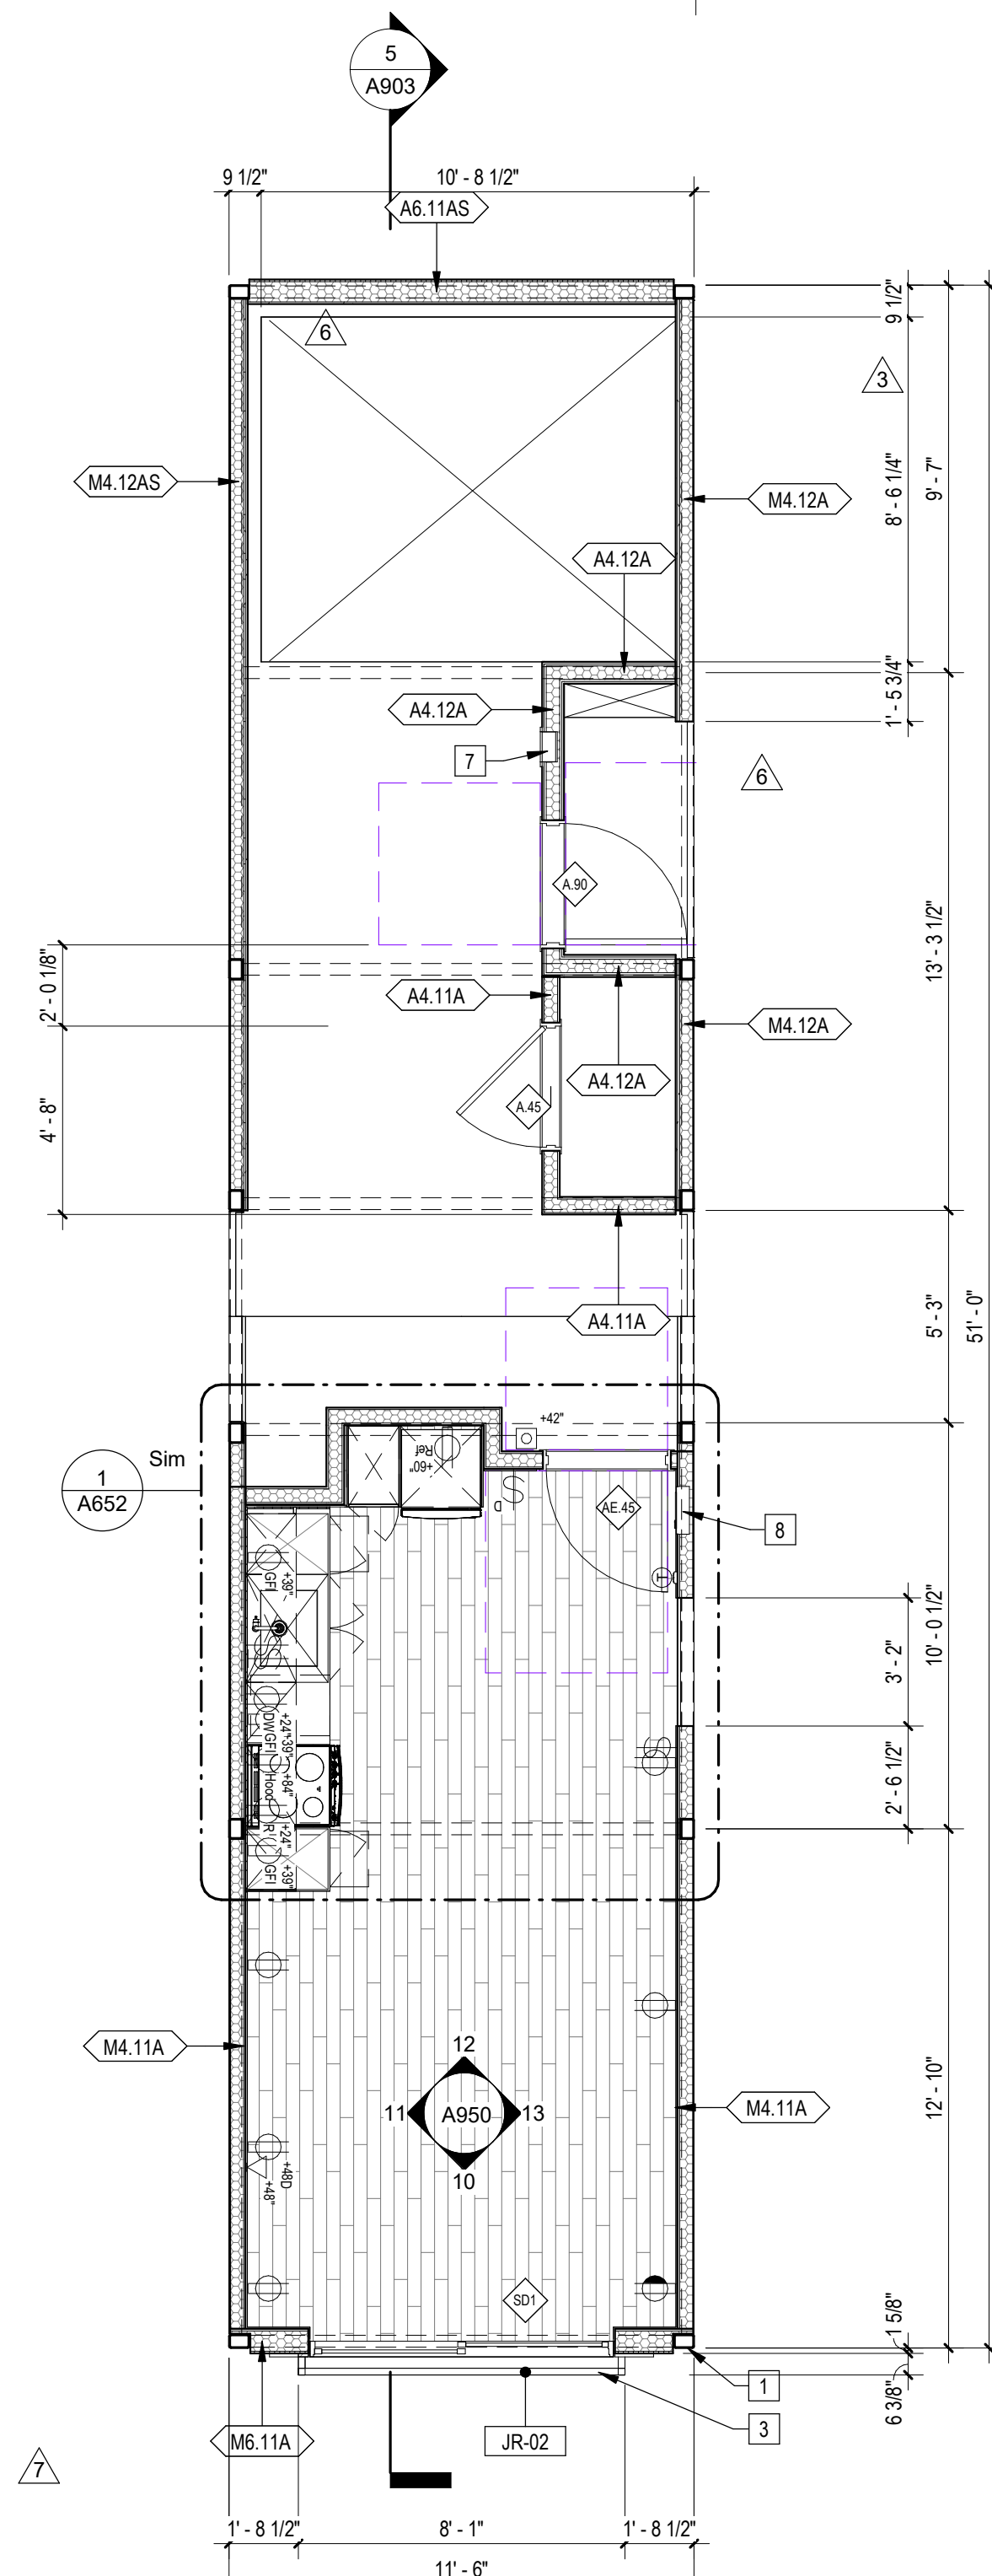 5
A903
9 1/2"
10' - 8 1/2"
A6.11AS
9 1/2"
6
3
M4.12AS
8' - 6 1/4"
9' - 7"
M4.12A
A4.12A
1' - 5 3/4"
A4.12A
7
6
A.90
2' - 0 1/8"
13' - 3 1/2"
A4.11A
M4.12A
A4.12A
4' - 8"
A.45
A4.11A
5' - 3"
51' - 0"
+42"
Sim
1
A652
Ref
+60"
S
D
AE.45
8
GFI
+39"
T
3' - 2"
10' - 0 1/2"
DW
GFI
+24"
+39"
S
Hood
+84"
2' - 6 1/2"
R
+24"
GFI
+39"
M4.11A
12
11
A950
13
10
M4.11A
12' - 10"
+48D
+48"
SD1
1 5/8"
1
6 3/8"
M6.11A
JR-02
3
7
1' - 8 1/2"
8' - 1"
1' - 8 1/2"
11' - 6"